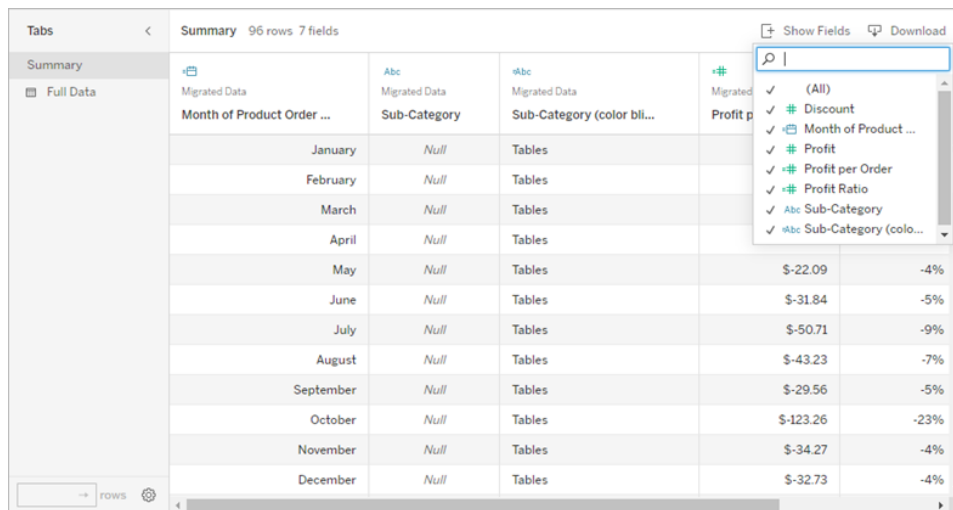 Tabs
Summary 96 rows 7 fields
Show Fields
Download
Summary
Full Data
Abc
Abc
Migrated Data
Migrated Data
Migrated Data
Migrated
Month of Product Order ...
Sub-Category
Sub-Category (color bli...
Profit p
(All)
Discount
Month of Product ...
Profit
Profit per Order
Profit Ratio
Abc Sub-Category
Abc Sub-Category (colo...
January Null Tables
February Null Tables
March Null Tables
April Null Tables
May Null Tables $-22.09 -4%
June Null Tables $-31.84 -5%
July Null Tables $-50.71 -9%
August Null Tables $-43.23 -7%
September Null Tables $-29.56 -5%
October Null Tables $-123.26 -23%
November Null Tables $-34.27 -4%
December Null Tables $-32.73 -4%
→ rows